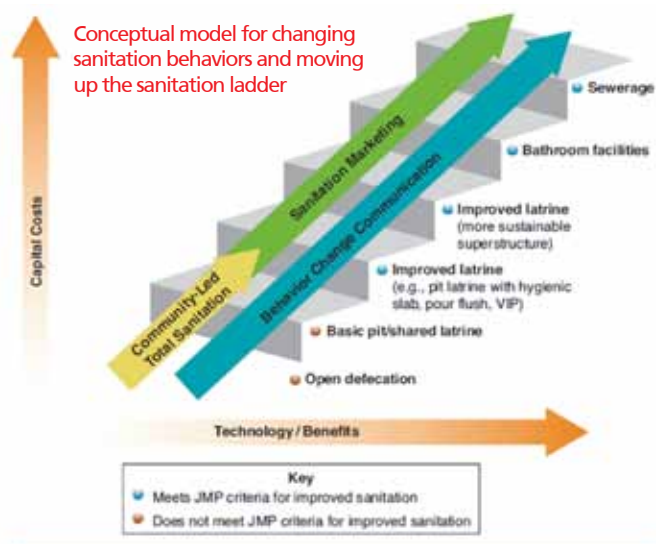 Conceptual model for changing
sanitation behaviors and moving
up the sanitation ladder
Capital Costs
Sanitation Marketing
Behavior Change Communication
Community-Led
Total Sanitation
Sewerage
Bathroom facilities
Improved latrine
(more sustainable
superstructure)
Improved latrine
(e.g., pit latrine with hygienic
slab, pour flush, VIP)
Basic pit/shared latrine
Open defecation
Technology/Benefits
Key
Meets JMP criteria for improved sanitation
Does not meet JMP criteria for improved sanitation